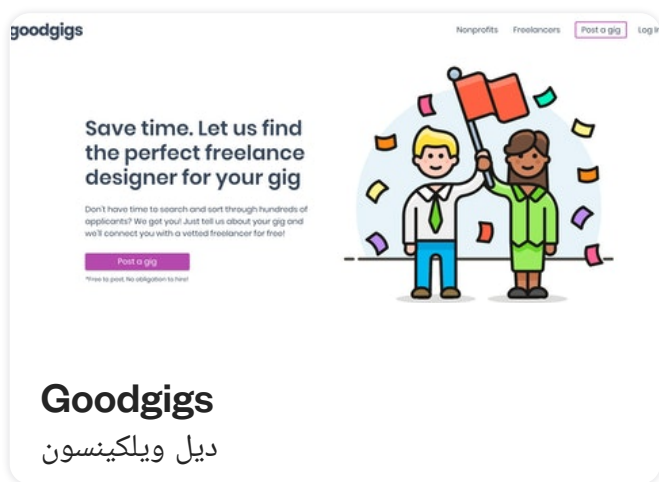 goodgigs
Nonprofits Freelancers Post a gig Log In
Save time. Let us find
the perfect freelance
designer for your gig
Don't have time to search and sort through hundreds of
applicants? We got you! Just tell us about your gig and
we'll connect you with a vetted freelancer for free!
Post a gig
*Free to post. No obligation to hire!
Goodgigs
ديل ويلكينسون